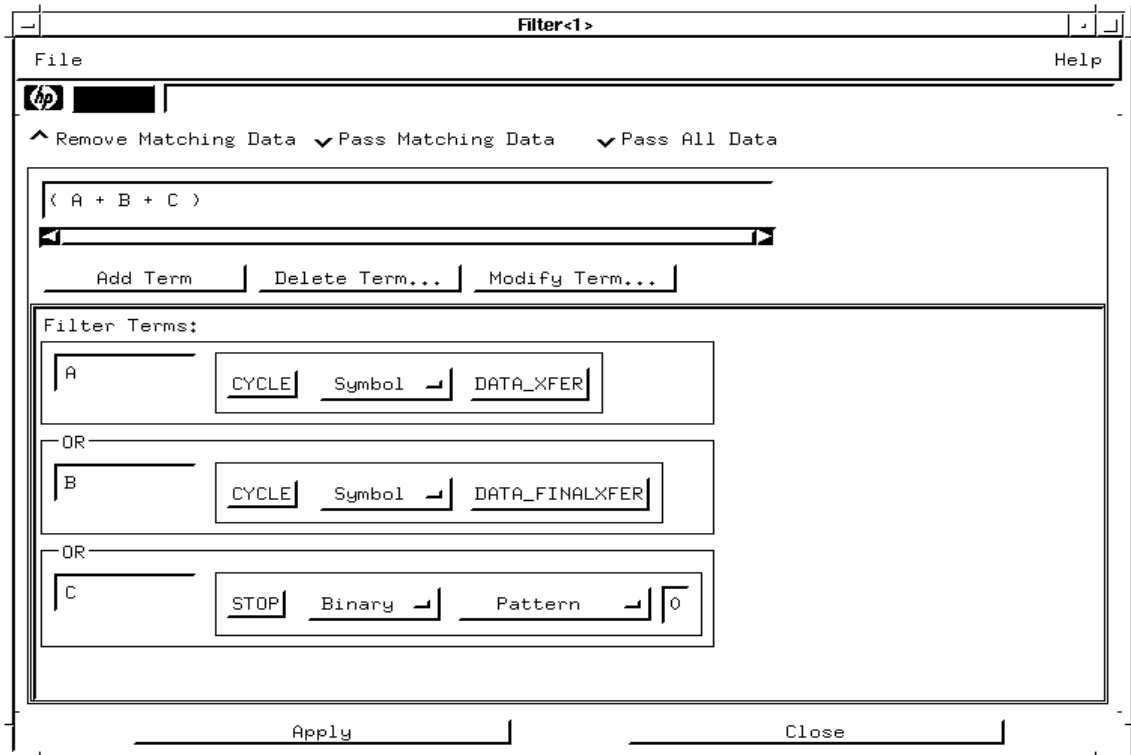 Filter<1>
File Help
hp
Remove Matching Data Pass Matching Data Pass All Data
( A + B + C )
Add Term Delete Term... Modify Term...
Filter Terms:
A CYCLE Symbol DATA_XFER
OR
B CYCLE Symbol DATA_FINALXFER
OR
C STOP Binary Pattern 0
Apply Close